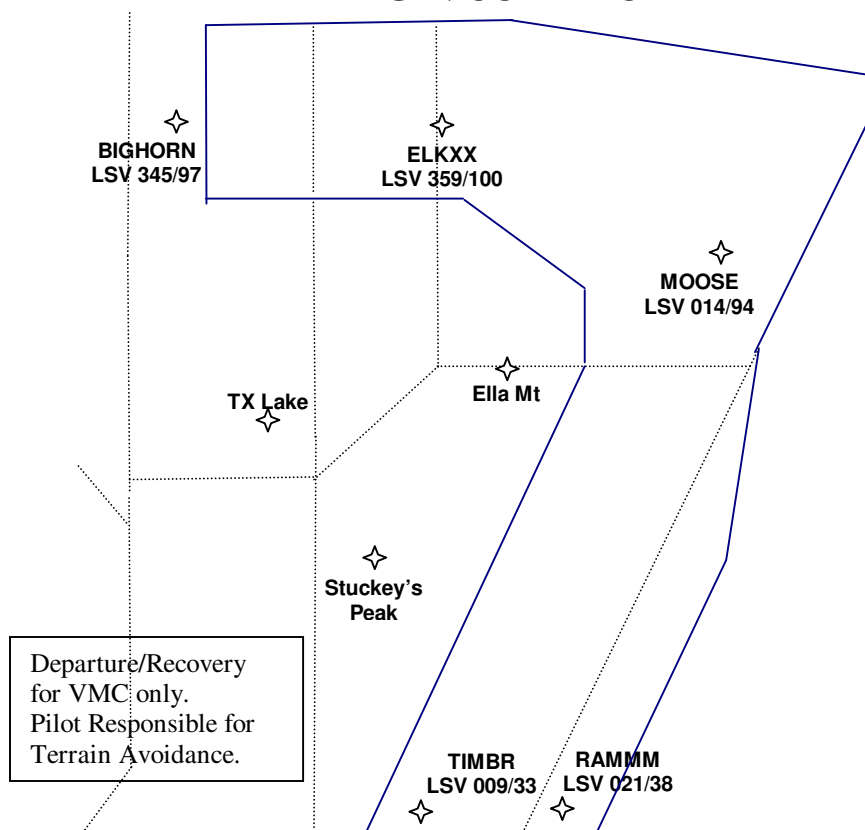 BIGHORN
LSV 345/97
ELKXX
LSV 359/100
MOOSE
LSV 014/94
TX Lake
Ella Mt
Stuckey's
Peak
Departure/Recovery
for VMC only.
Pilot Responsible for
Terrain Avoidance.
TIMBR
LSV 009/33
RAMMM
LSV 021/38